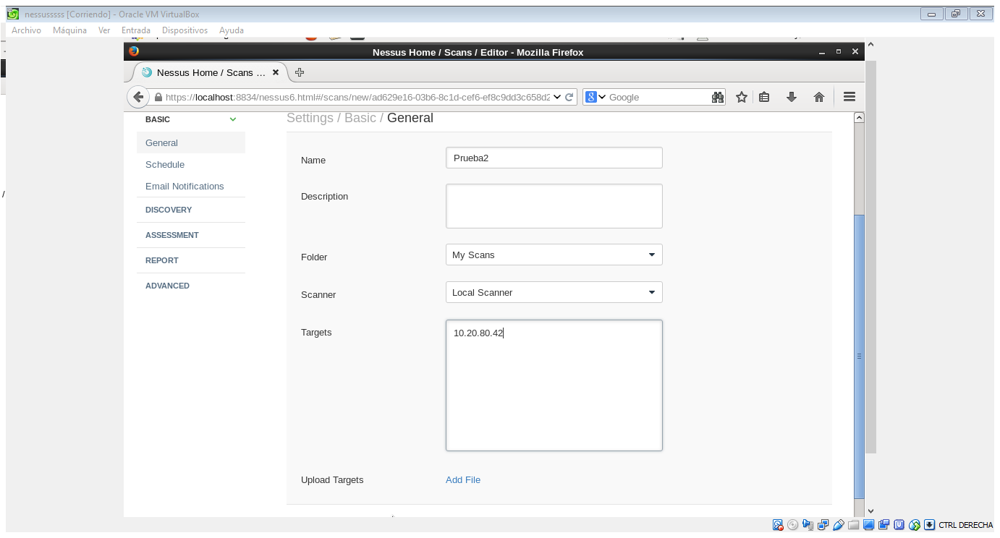 nessusssss [Corriendo] - Oracle VM VirtualBox
Archivo Máquina Ver Entrada Dispositivos Ayuda
Nessus Home / Scans / Editor - Mozilla Firefox
Nessus Home / Scans ...
https://localhost:8834/nessus6.html#/scans/new/ad629e16-03b6-8c1d-cef6-ef8c9dd3c658d2
8 Google
BASIC
Settings / Basic / General
General
Schedule
Email Notifications
DISCOVERY
ASSESSMENT
REPORT
ADVANCED
Name Prueba2
Description
Folder My Scans
Scanner Local Scanner
Targets 10.20.80.42
Upload Targets Add File
/
CTRL DERECHA